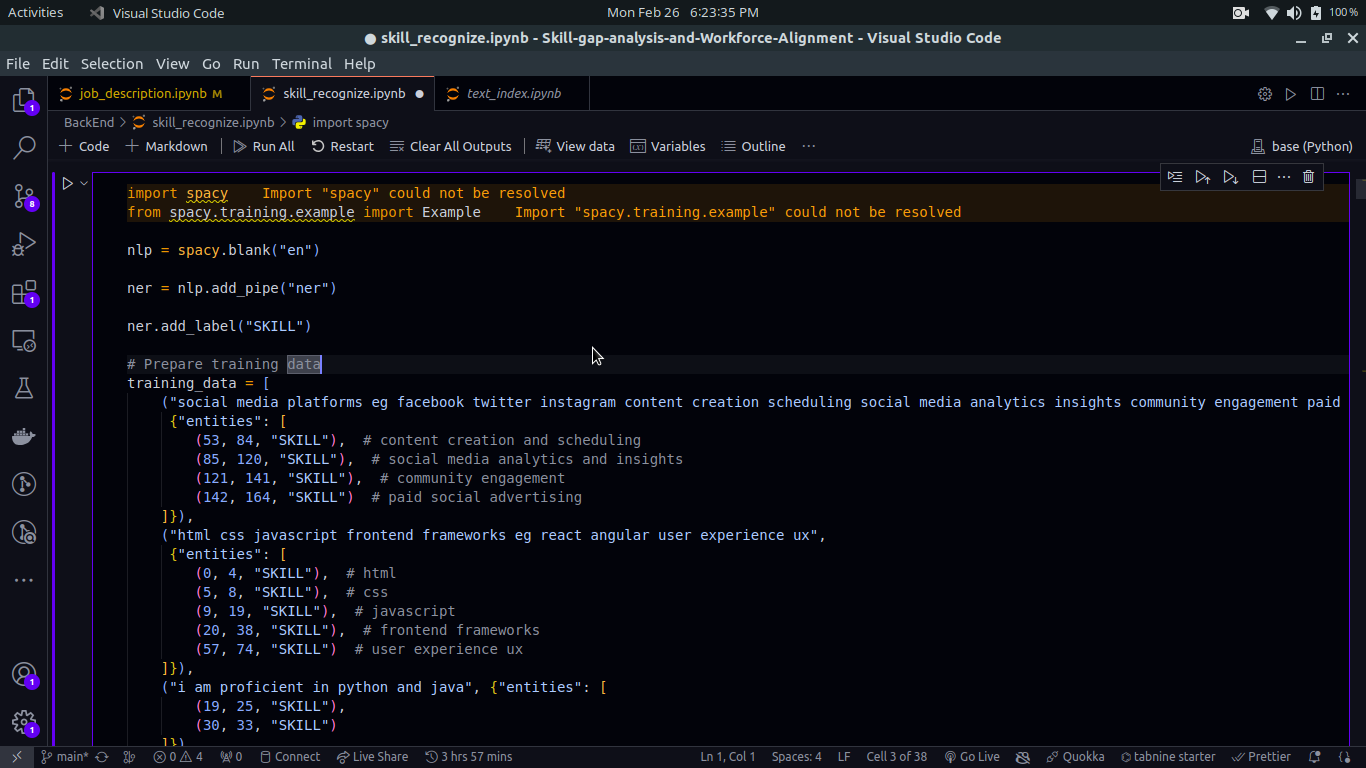 Activities Visual Studio Code Mon Feb 26 6:23:35 PM 100%
skill_recognize.ipynb - Skill-gap-analysis-and-Workforce-Alignment - Visual Studio Code
File Edit Selection View Go Run Terminal Help
job_description.ipynb M skill_recognize.ipynb text_index.ipynb
BackEnd > skill_recognize.ipynb > import spacy
+ Code + Markdown Run All Restart Clear All Outputs View data Variables Outline ... base (Python)
import spacy Import "spacy" could not be resolved
from spacy.training.example import Example Import "spacy.training.example" could not be resolved
nlp = spacy.blank("en")
ner = nlp.add_pipe("ner")
ner.add_label("SKILL")
# Prepare training data
training_data = [
("social media platforms eg facebook twitter instagram content creation scheduling social media analytics insights community engagement paid
{"entities": [
(53, 84, "SKILL"), # content creation and scheduling
(85, 120, "SKILL"), # social media analytics and insights
(121, 141, "SKILL"), # community engagement
(142, 164, "SKILL") # paid social advertising
]}),
("html css javascript frontend frameworks eg react angular user experience ux",
{"entities": [
(0, 4, "SKILL"), # html
(5, 8, "SKILL"), # css
(9, 19, "SKILL"), # javascript
(20, 38, "SKILL"), # frontend frameworks
(57, 74, "SKILL") # user experience ux
]}),
("i am proficient in python and java", {"entities": [
(19, 25, "SKILL"),
(30, 33, "SKILL")
]})
1
8
1
1
1
main* 0 4 0 Connect Live Share 3 hrs 57 mins Ln 1, Col 1 Spaces: 4 LF Cell 3 of 38 Go Live Quokka tabnine starter Prettier